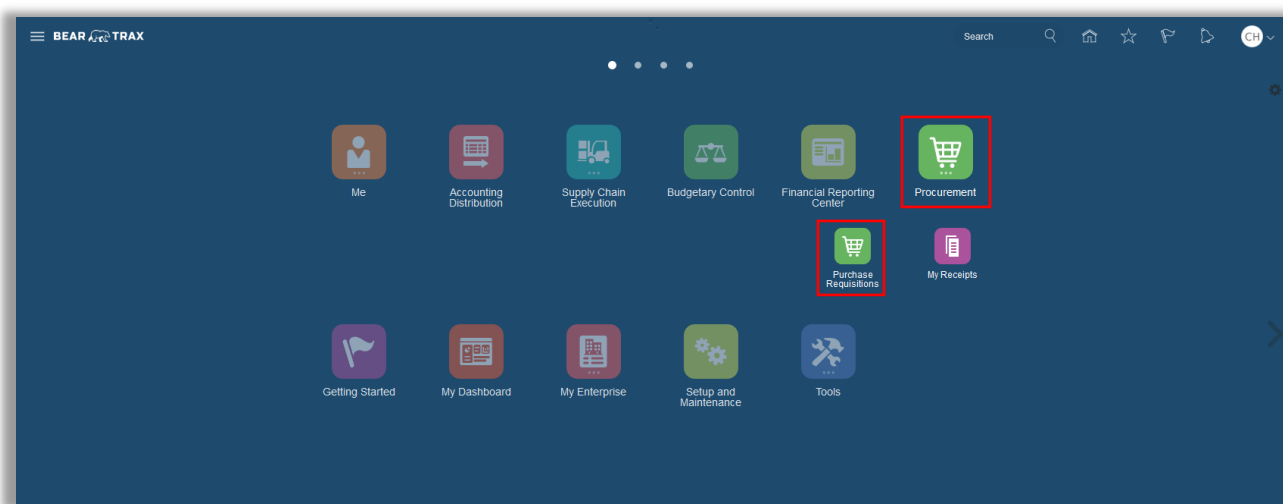 BEAR TRAX
Search
CH
Me
Accounting
Distribution
Supply Chain
Execution
Budgetary Control
Financial Reporting
Center
Procurement
Purchase
Requisitions
My Receipts
Getting Started
My Dashboard
My Enterprise
Setup and
Maintenance
Tools